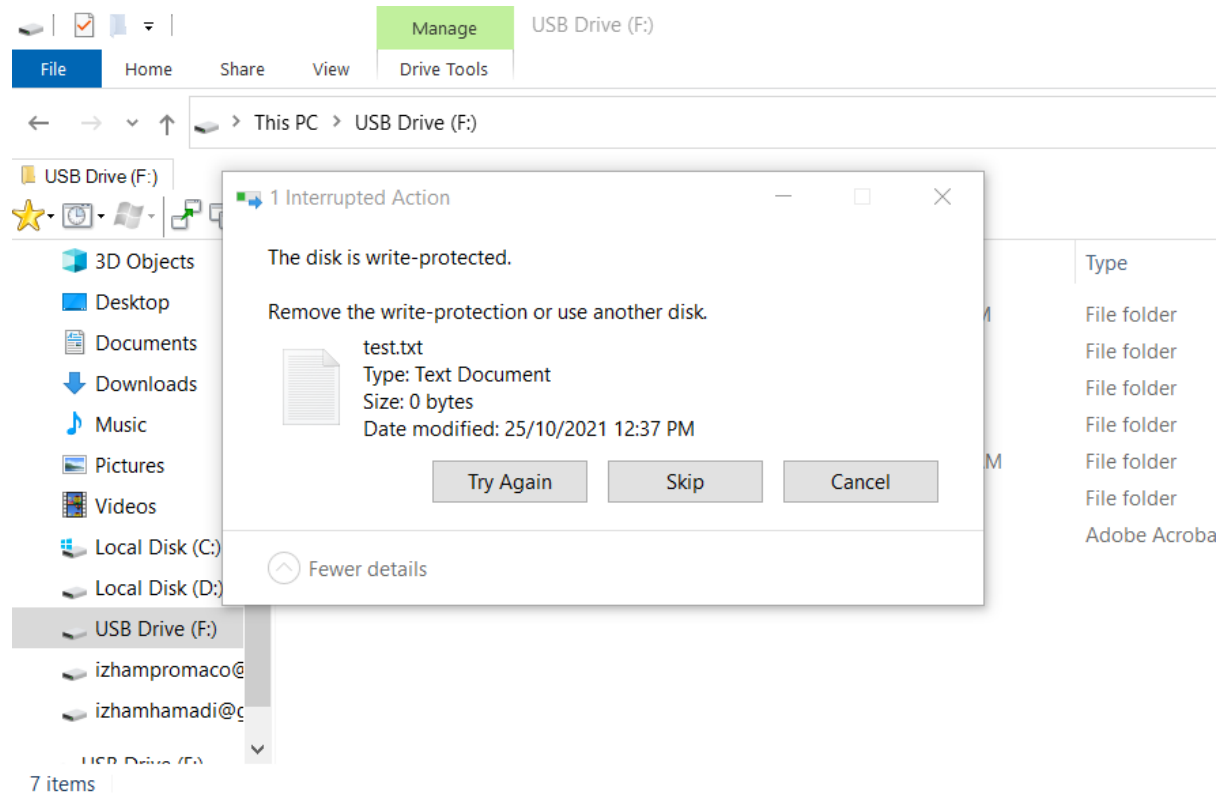 Manage USB Drive (F:)
File Home Share View Drive Tools
This PC USB Drive (F:)
USB Drive (F:)
1 Interrupted Action
The disk is write-protected.
Remove the write-protection or use another disk.
test.txt
Type: Text Document
Size: 0 bytes
Date modified: 25/10/2021 12:37 PM
Try Again Skip Cancel
Fewer details
3D Objects
Desktop
Documents
Downloads
Music
Pictures
Videos
Local Disk (C:)
Local Disk (D:)
USB Drive (F:)
izhampromaco@
izhamhamadi@g
USB Drive (F:)
Type
File folder
File folder
File folder
File folder
M File folder
File folder
Adobe Acroba
7 items